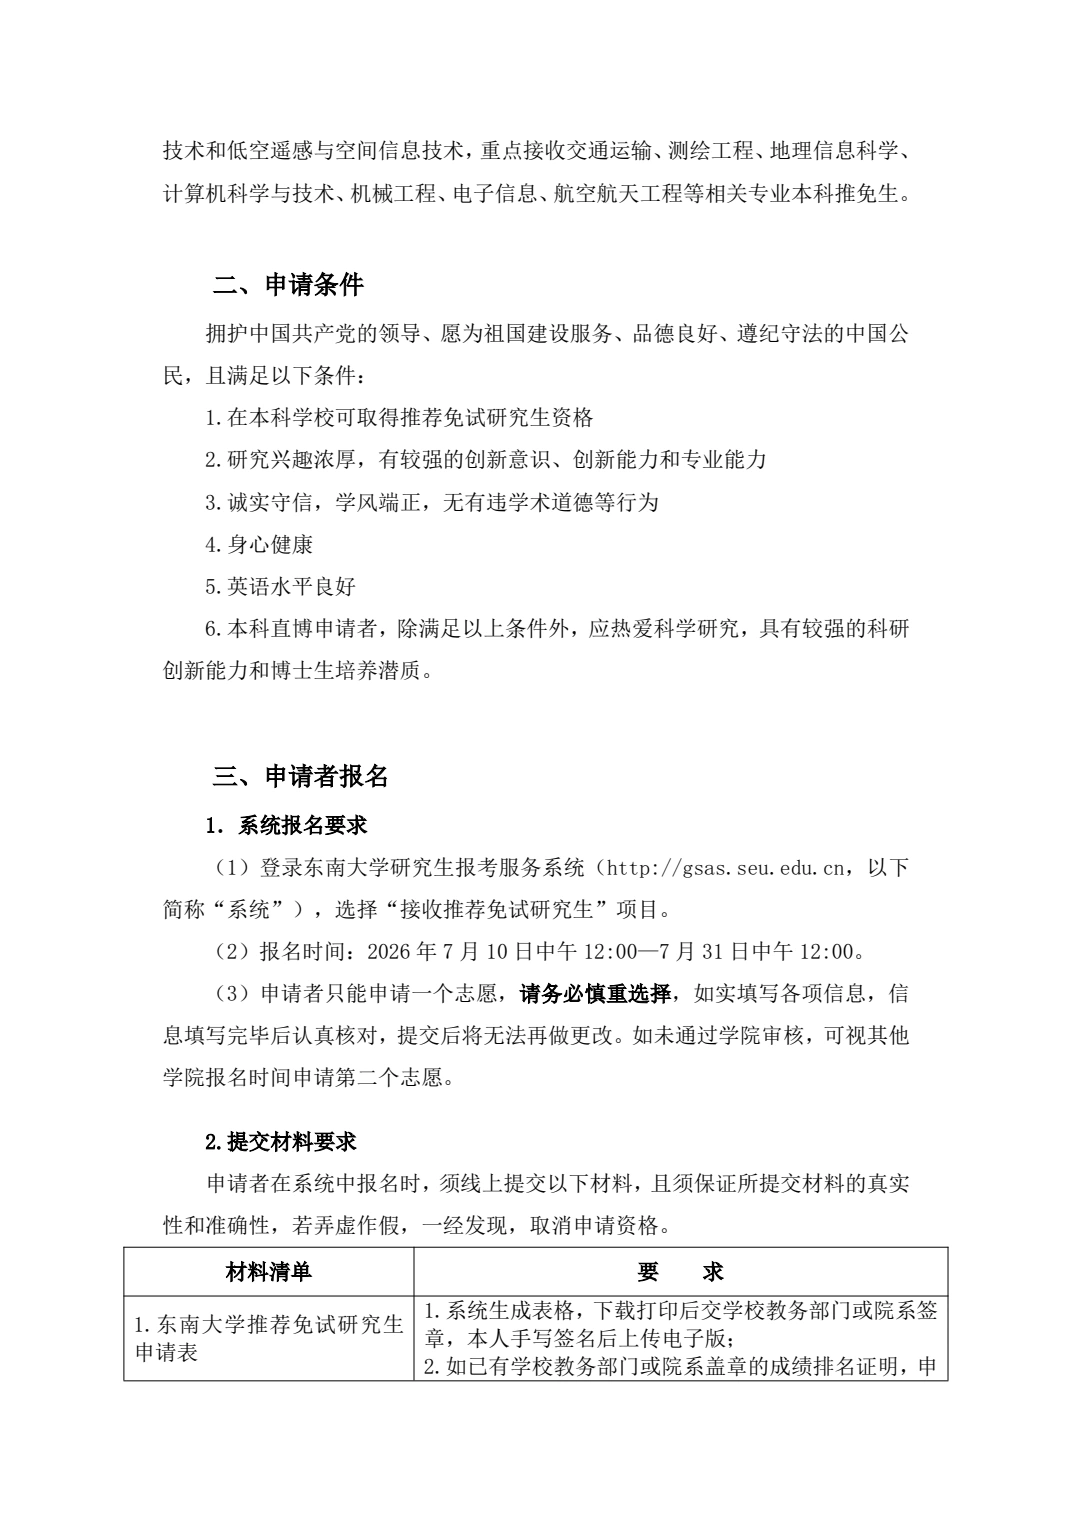 技术和低空遥感与空间信息技术，重点接收交通运输、测绘工程、地理信息科学、
计算机科学与技术、机械工程、电子信息、航空航天工程等相关专业本科推免生。
二、申请条件
拥护中国共产党的领导、愿为祖国建设服务、品德良好、遵纪守法的中国公
民，且满足以下条件：
1.在本科学校可取得推荐免试研究生资格
2.研究兴趣浓厚，有较强的创新意识、创新能力和专业能力
3.诚实守信，学风端正，无有违学术道德等行为
4.身心健康
5.英语水平良好
6.本科直博申请者，除满足以上条件外，应热爱科学研究，具有较强的科研
创新能力和博士生培养潜质。
三、申请者报名
1. 系统报名要求
（1）登录东南大学研究生报考服务系统（http://gsas.seu.edu.cn，以下
简称“系统”），选择“接收推荐免试研究生”项目。
（2）报名时间：2026 年 7 月 10 日中午 12:00—7 月 31 日中午 12:00。
（3）申请者只能申请一个志愿，请务必慎重选择，如实填写各项信息，信
息填写完毕后认真核对，提交后将无法再做更改。如未通过学院审核，可视其他
学院报名时间申请第二个志愿。
2.提交材料要求
申请者在系统中报名时，须线上提交以下材料，且须保证所提交材料的真实
性和准确性，若弄虚作假，一经发现，取消申请资格。
材料清单
要 求
1.东南大学推荐免试研究生
申请表
1.系统生成表格，下载打印后交学校教务部门或院系签
章，本人手写签名后上传电子版；
2.如已有学校教务部门或院系盖章的成绩排名证明，申